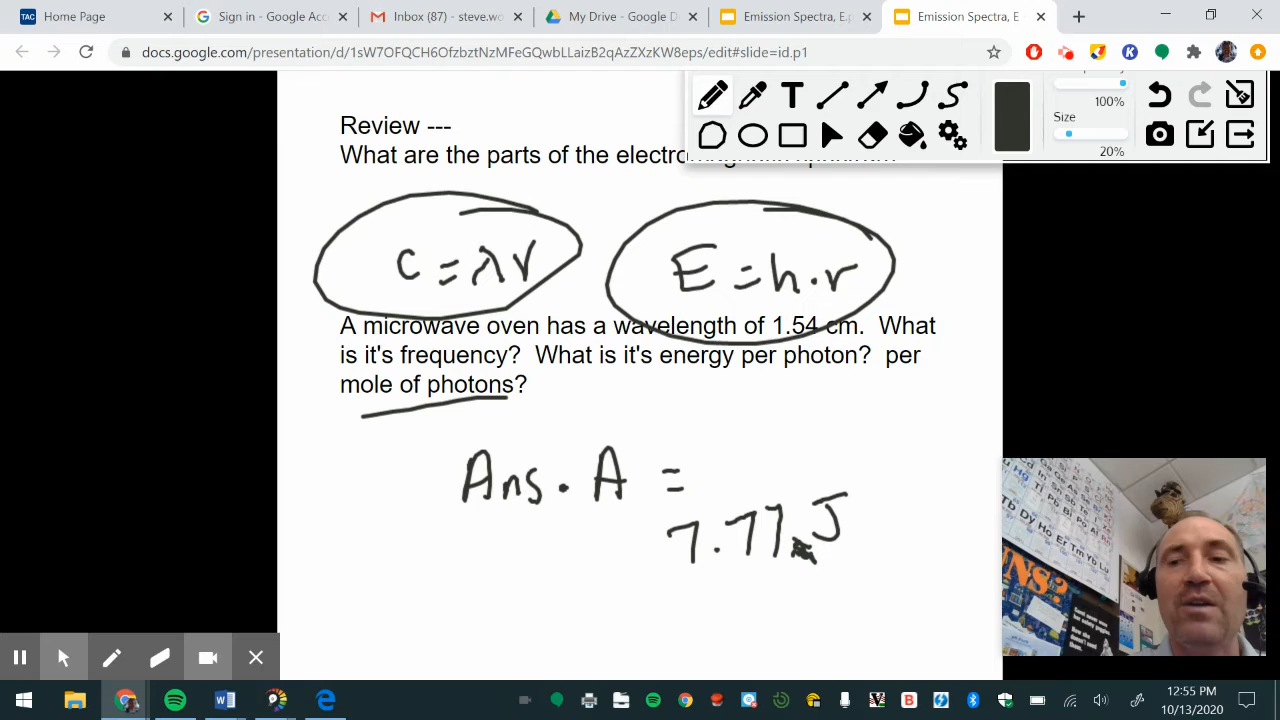 Home Page
Sign in - Google Acc
Inbox (87) - steve.wo
My Drive - Google D
Emission Spectra, E.p
Emission Spectra, E
docs.google.com/presentation/d/1sW7OFQCH6OfzbztNzMFeGQwbLLaizB2qAzZXzKW8eps/edit#slide=id.p1
100%
Size
20%
Review ---
What are the parts of the
c = λν
E = h · ν
A microwave oven has a wavelength of 1.54 cm. What
is it's frequency? What is it's energy per photon? per
mole of photons?
Ans · A =
7.77 J
12:55 PM
10/13/2020